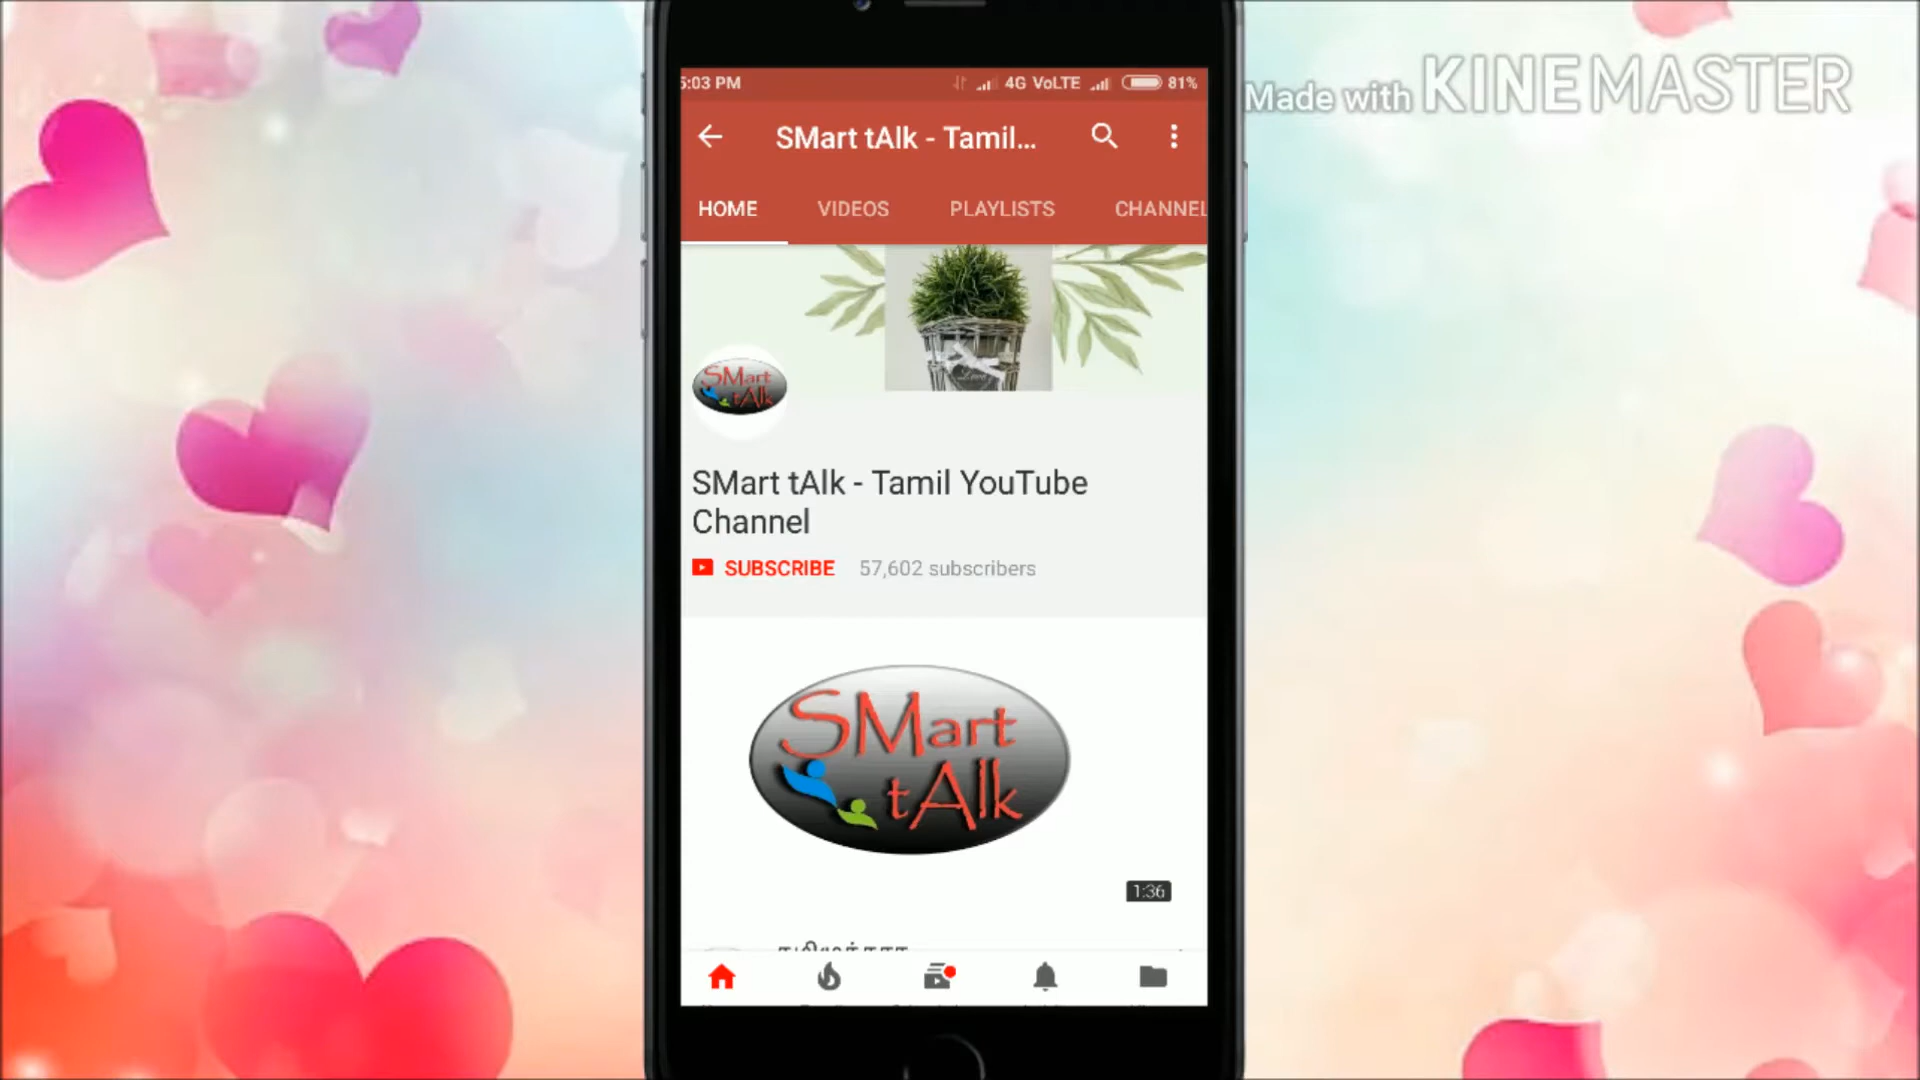 Made with KINEMASTER
5:03 PM 4G VoLTE 81%
SMart tAlk - Tamil...
HOME VIDEOS PLAYLISTS CHANNEL
SMart
tAlk
SMart tAlk - Tamil YouTube
Channel
SUBSCRIBE 57,602 subscribers
SMart
tAlk
1:36